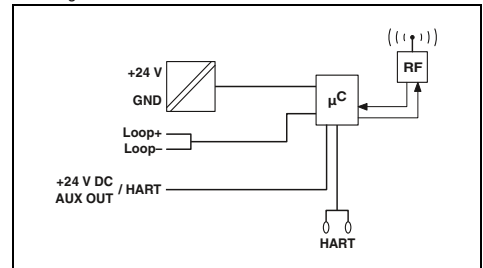 +24 V
GND
RF
µC
Loop+
Loop–
+24 V DC
AUX OUT / HART
HART